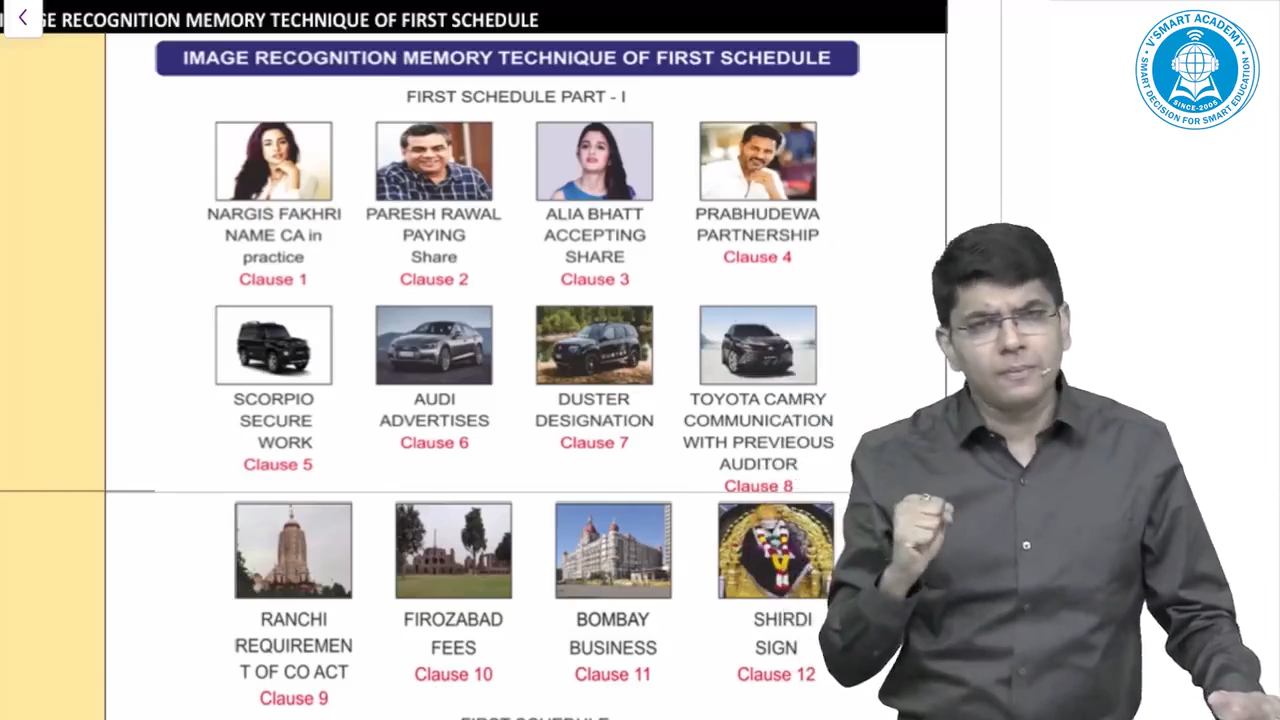 GE RECOGNITION MEMORY TECHNIQUE OF FIRST SCHEDULE
IMAGE RECOGNITION MEMORY TECHNIQUE OF FIRST SCHEDULE
FIRST SCHEDULE PART - I
NARGIS FAKHRI
NAME CA in
practice
Clause 1
PARESH RAWAL
PAYING
Share
Clause 2
ALIA BHATT
ACCEPTING
SHARE
Clause 3
PRABHUDEWA
PARTNERSHIP
Clause 4
SCORPIO
SECURE
WORK
Clause 5
AUDI
ADVERTISES
Clause 6
DUSTER
DESIGNATION
Clause 7
TOYOTA CAMRY
COMMUNICATION
WITH PREVIEOUS
AUDITOR
Clause 8
RANCHI
REQUIREMEN
T OF CO ACT
Clause 9
FIROZABAD
FEES
Clause 10
BOMBAY
BUSINESS
Clause 11
SHIRDI
SIGN
Clause 12
FIRST SCHEDULE
V'SMART ACADEMY
SINCE-2005
SMART DECISION FOR SMART EDUCATION